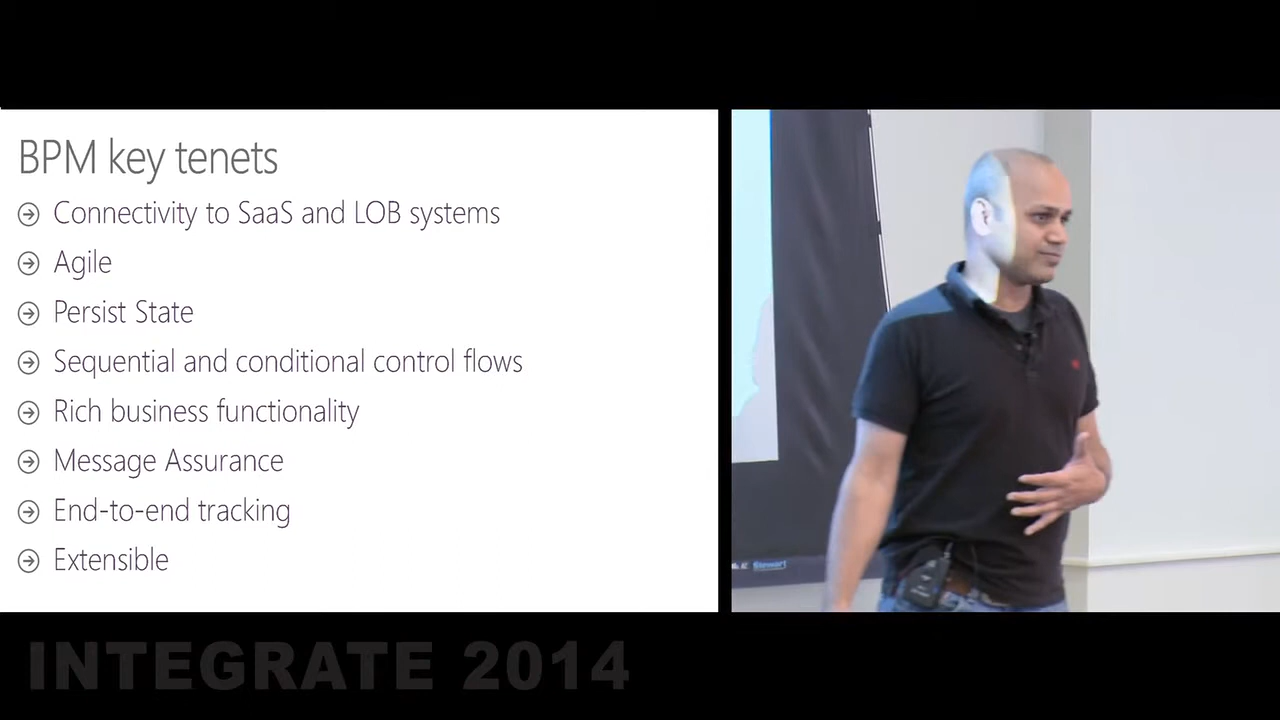 BPM key tenets
Connectivity to SaaS and LOB systems
Agile
Persist State
Sequential and conditional control flows
Rich business functionality
Message Assurance
End-to-end tracking
Extensible
Stewart
INTEGRATE 2014